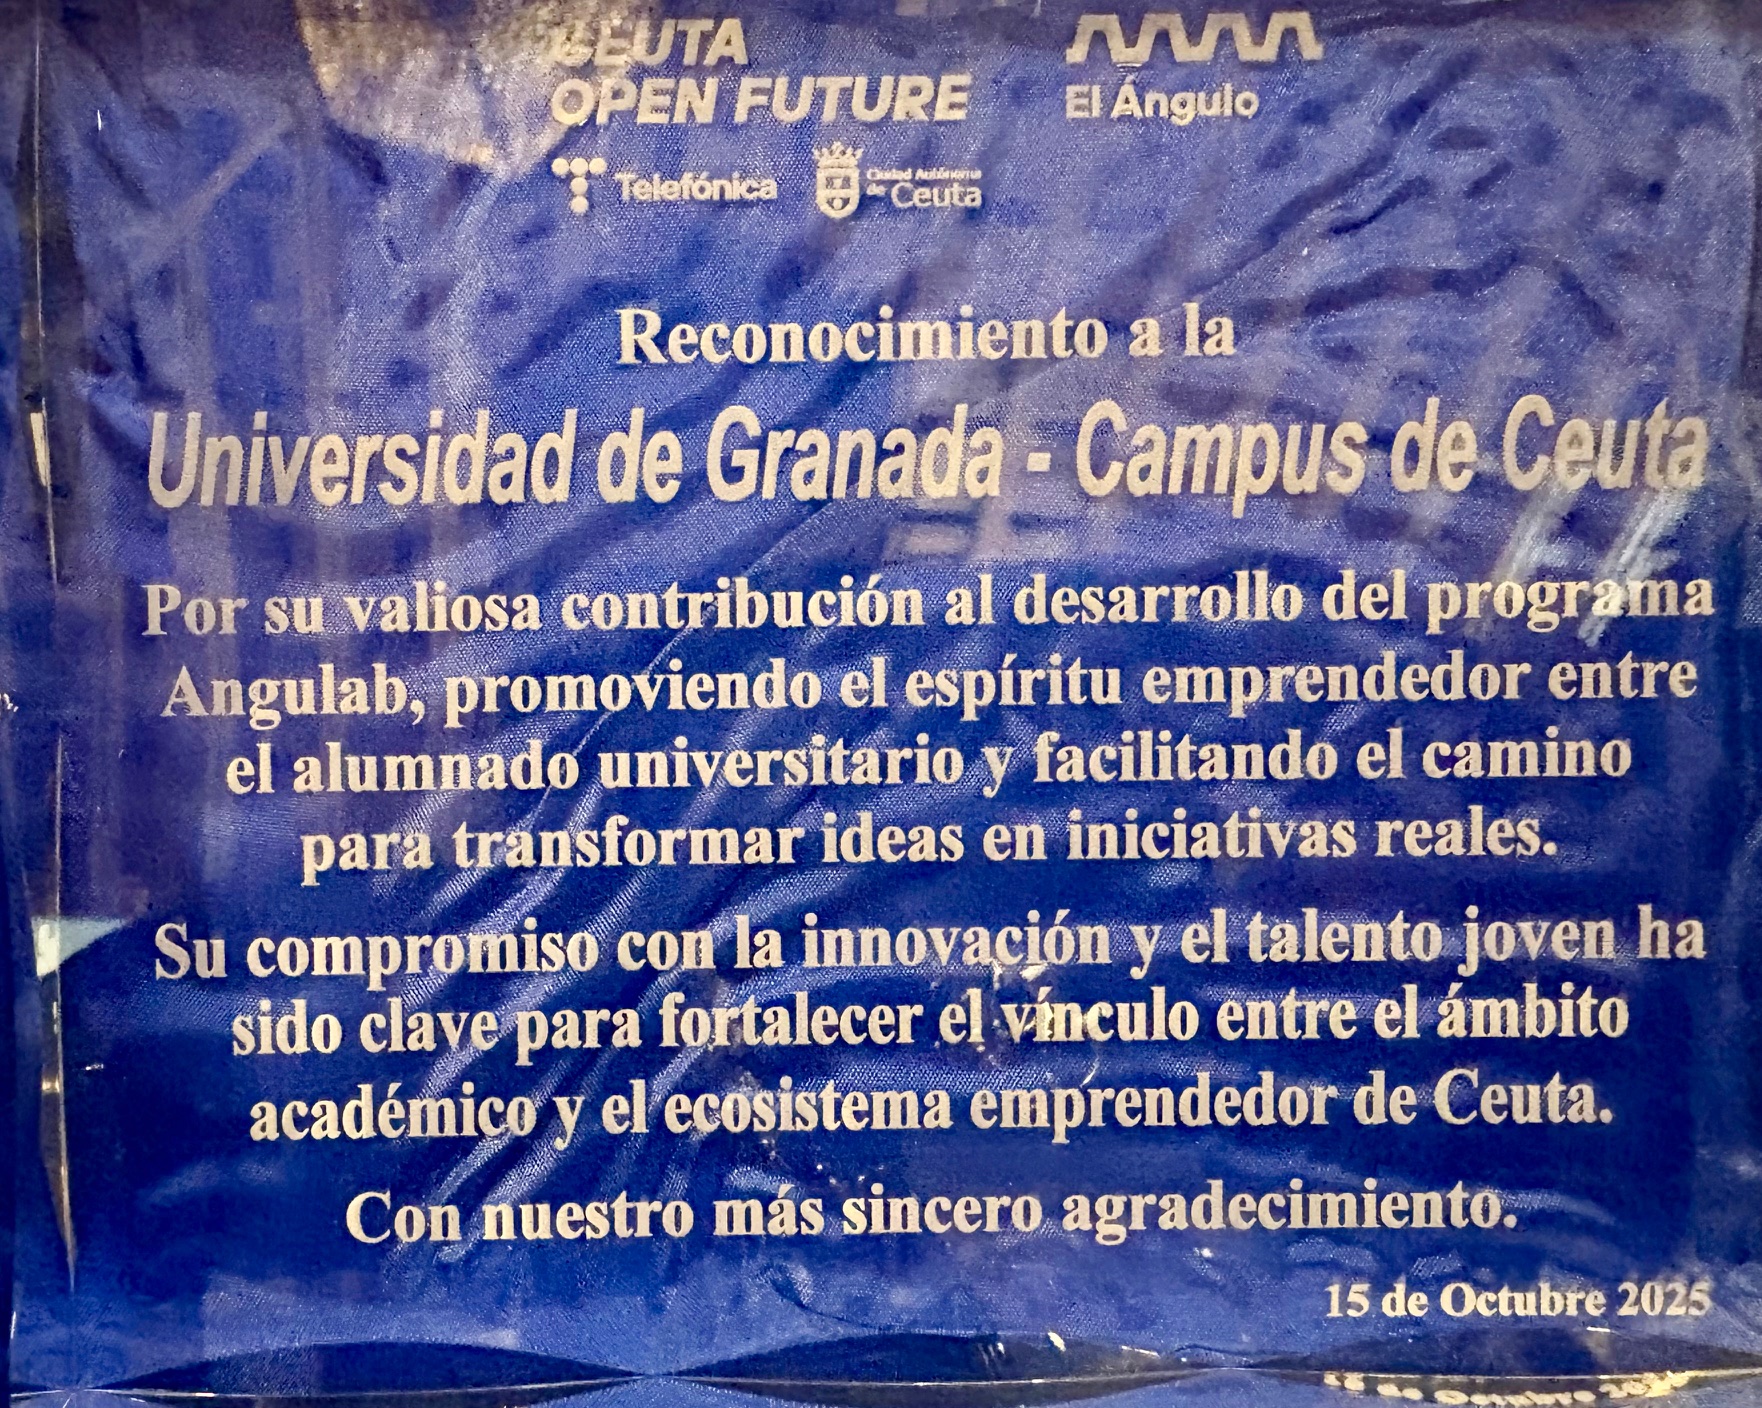 CEUTA
OPEN FUTURE
El Ángulo
Telefónica
Ciudad Autónoma
de Ceuta
Reconocimiento a la
Universidad de Granada - Campus de Ceuta
Por su valiosa contribución al desarrollo del programa
Angulab, promoviendo el espíritu emprendedor entre
el alumnado universitario y facilitando el camino
para transformar ideas en iniciativas reales.
Su compromiso con la innovación y el talento joven ha
sido clave para fortalecer el vínculo entre el ámbito
académico y el ecosistema emprendedor de Ceuta.
Con nuestro más sincero agradecimiento.
15 de Octubre 2025